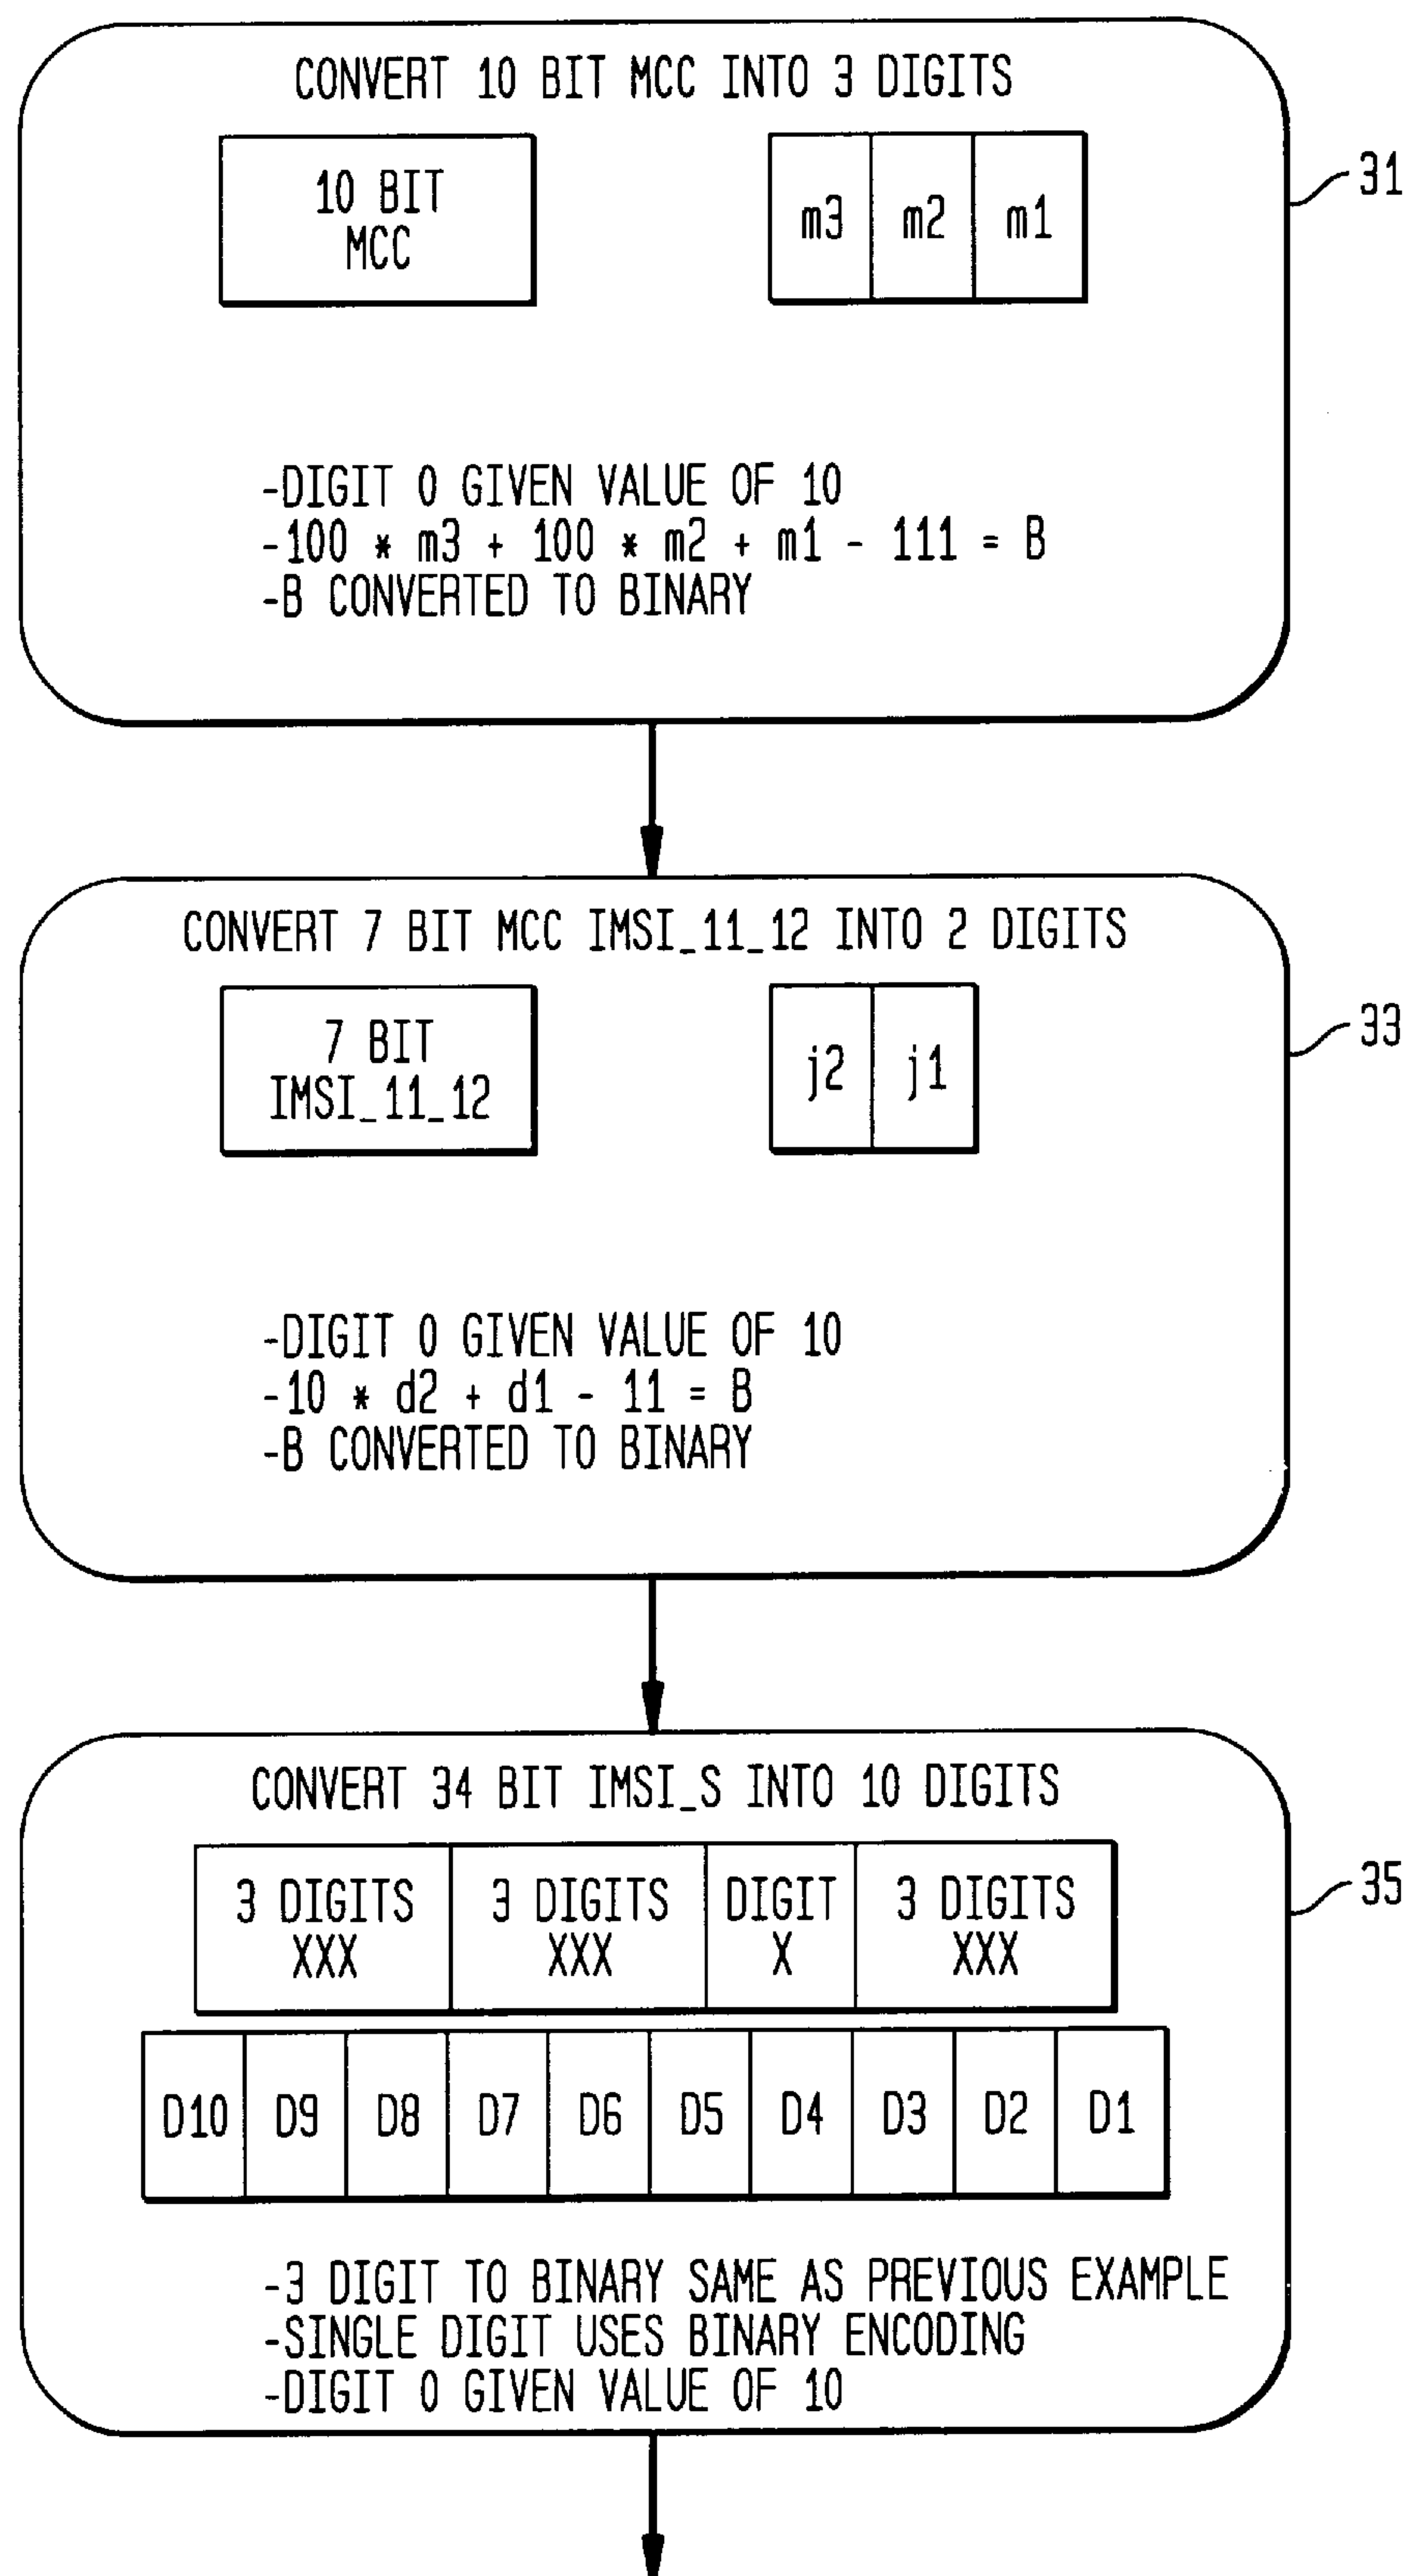 CONVERT 10 BIT MCC INTO 3 DIGITS
10 BIT
MCC
m3 m2 m1
31
-DIGIT 0 GIVEN VALUE OF 10
-100 * m3 + 100 * m2 + m1 - 111 = B
-B CONVERTED TO BINARY
CONVERT 7 BIT MCC IMSI_11_12 INTO 2 DIGITS
7 BIT
IMSI_11_12
j2 j1
33
-DIGIT 0 GIVEN VALUE OF 10
-10 * d2 + d1 - 11 = B
-B CONVERTED TO BINARY
CONVERT 34 BIT IMSI_S INTO 10 DIGITS
3 DIGITS 3 DIGITS DIGIT 3 DIGITS
XXX XXX X XXX
35
D10 D9 D8 D7 D6 D5 D4 D3 D2 D1
-3 DIGIT TO BINARY SAME AS PREVIOUS EXAMPLE
-SINGLE DIGIT USES BINARY ENCODING
-DIGIT 0 GIVEN VALUE OF 10